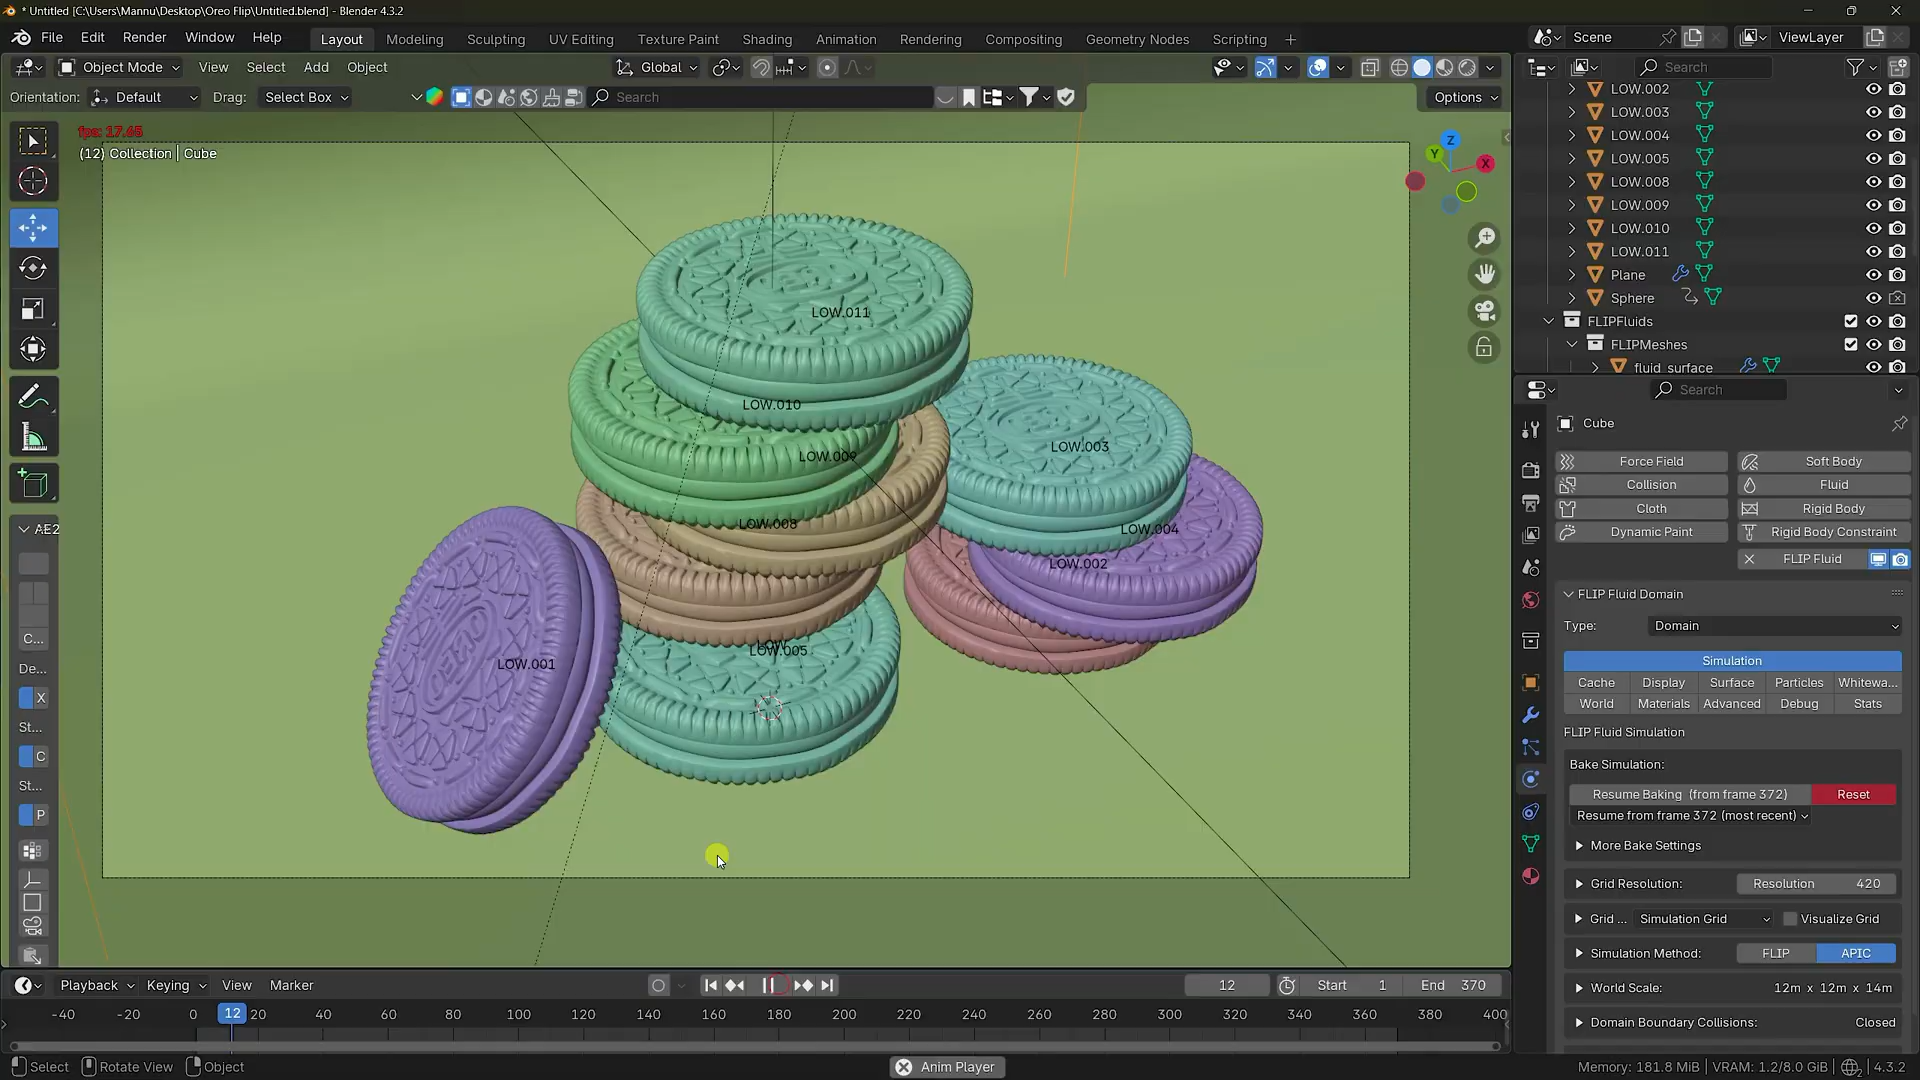 * Untitled [C:\Users\Mannu\Desktop\Oreo Flip\Untitled.blend] - Blender 4.3.2
File Edit Render Window Help Layout Modeling Sculpting UV Editing Texture Paint Shading Animation Rendering Compositing Geometry Nodes Scripting + Scene ViewLayer
Object Mode View Select Add Object Global
Orientation: Default Drag: Select Box Search Options
Search
fps: 17.65
(12) Collection | Cube
Z
Y
X
LOW.011
LOW.010
LOW.003
LOW.009
LOW.008
LOW.004
LOW.002
LOW.005
LOW.001
AE2
C...
De...
X
St...
C
St...
P
LOW.002
LOW.003
LOW.004
LOW.005
LOW.008
LOW.009
LOW.010
LOW.011
Plane
Sphere
FLIPFluids
FLIPMeshes
fluid_surface
Search
Cube
Force Field Soft Body
Collision Fluid
Cloth Rigid Body
Dynamic Paint Rigid Body Constraint
FLIP Fluid
FLIP Fluid Domain
Type: Domain
Simulation
Cache Display Surface Particles Whitewa...
World Materials Advanced Debug Stats
FLIP Fluid Simulation
Bake Simulation:
Resume Baking (from frame 372) Reset
Resume from frame 372 (most recent)
More Bake Settings
Grid Resolution: Resolution 420
Grid ... Simulation Grid Visualize Grid
Simulation Method: FLIP APIC
World Scale: 12m x 12m x 14m
Domain Boundary Collisions: Closed
Playback Keying View Marker 12 Start 1 End 370
-40 -20 0 12 20 40 60 80 100 120 140 160 180 200 220 240 260 280 300 320 340 360 380 400
Select Rotate View Object Anim Player Memory: 181.8 MiB | VRAM: 1.2/8.0 GiB 4.3.2